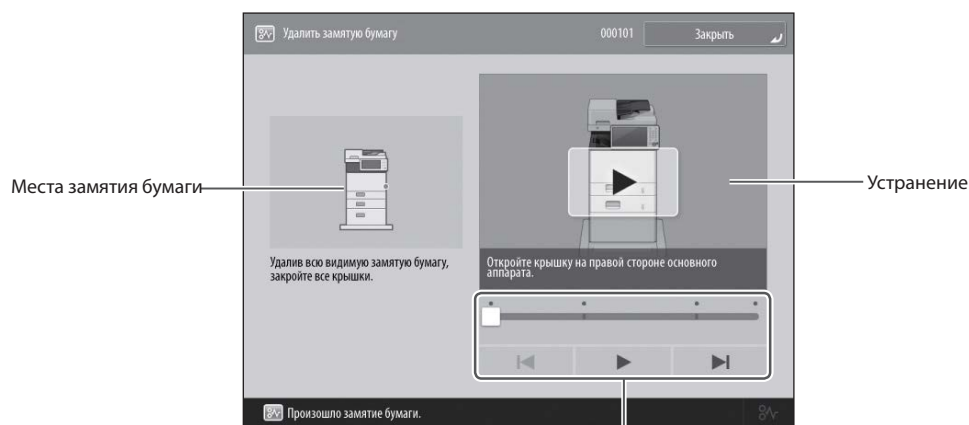 Удалить замятую бумагу
000101
Закрыть
Места замятия бумаги
Устранение
Удалив всю видимую замятую бумагу,
закройте все крышки.
Откройте крышку на правой стороне основного
аппарата.
Произошло замятие бумаги.